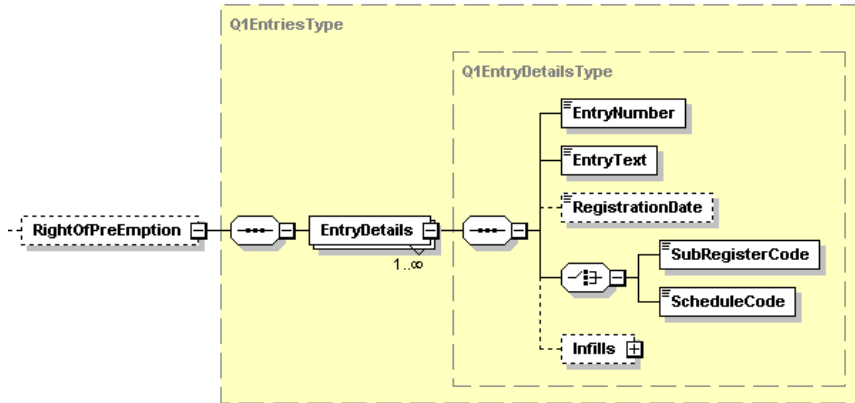 Q1EntriesType
Q1EntryDetailsType
EntryNumber
EntryText
RegistrationDate
RightOfPreEmption
EntryDetails
1..∞
SubRegisterCode
ScheduleCode
Infills